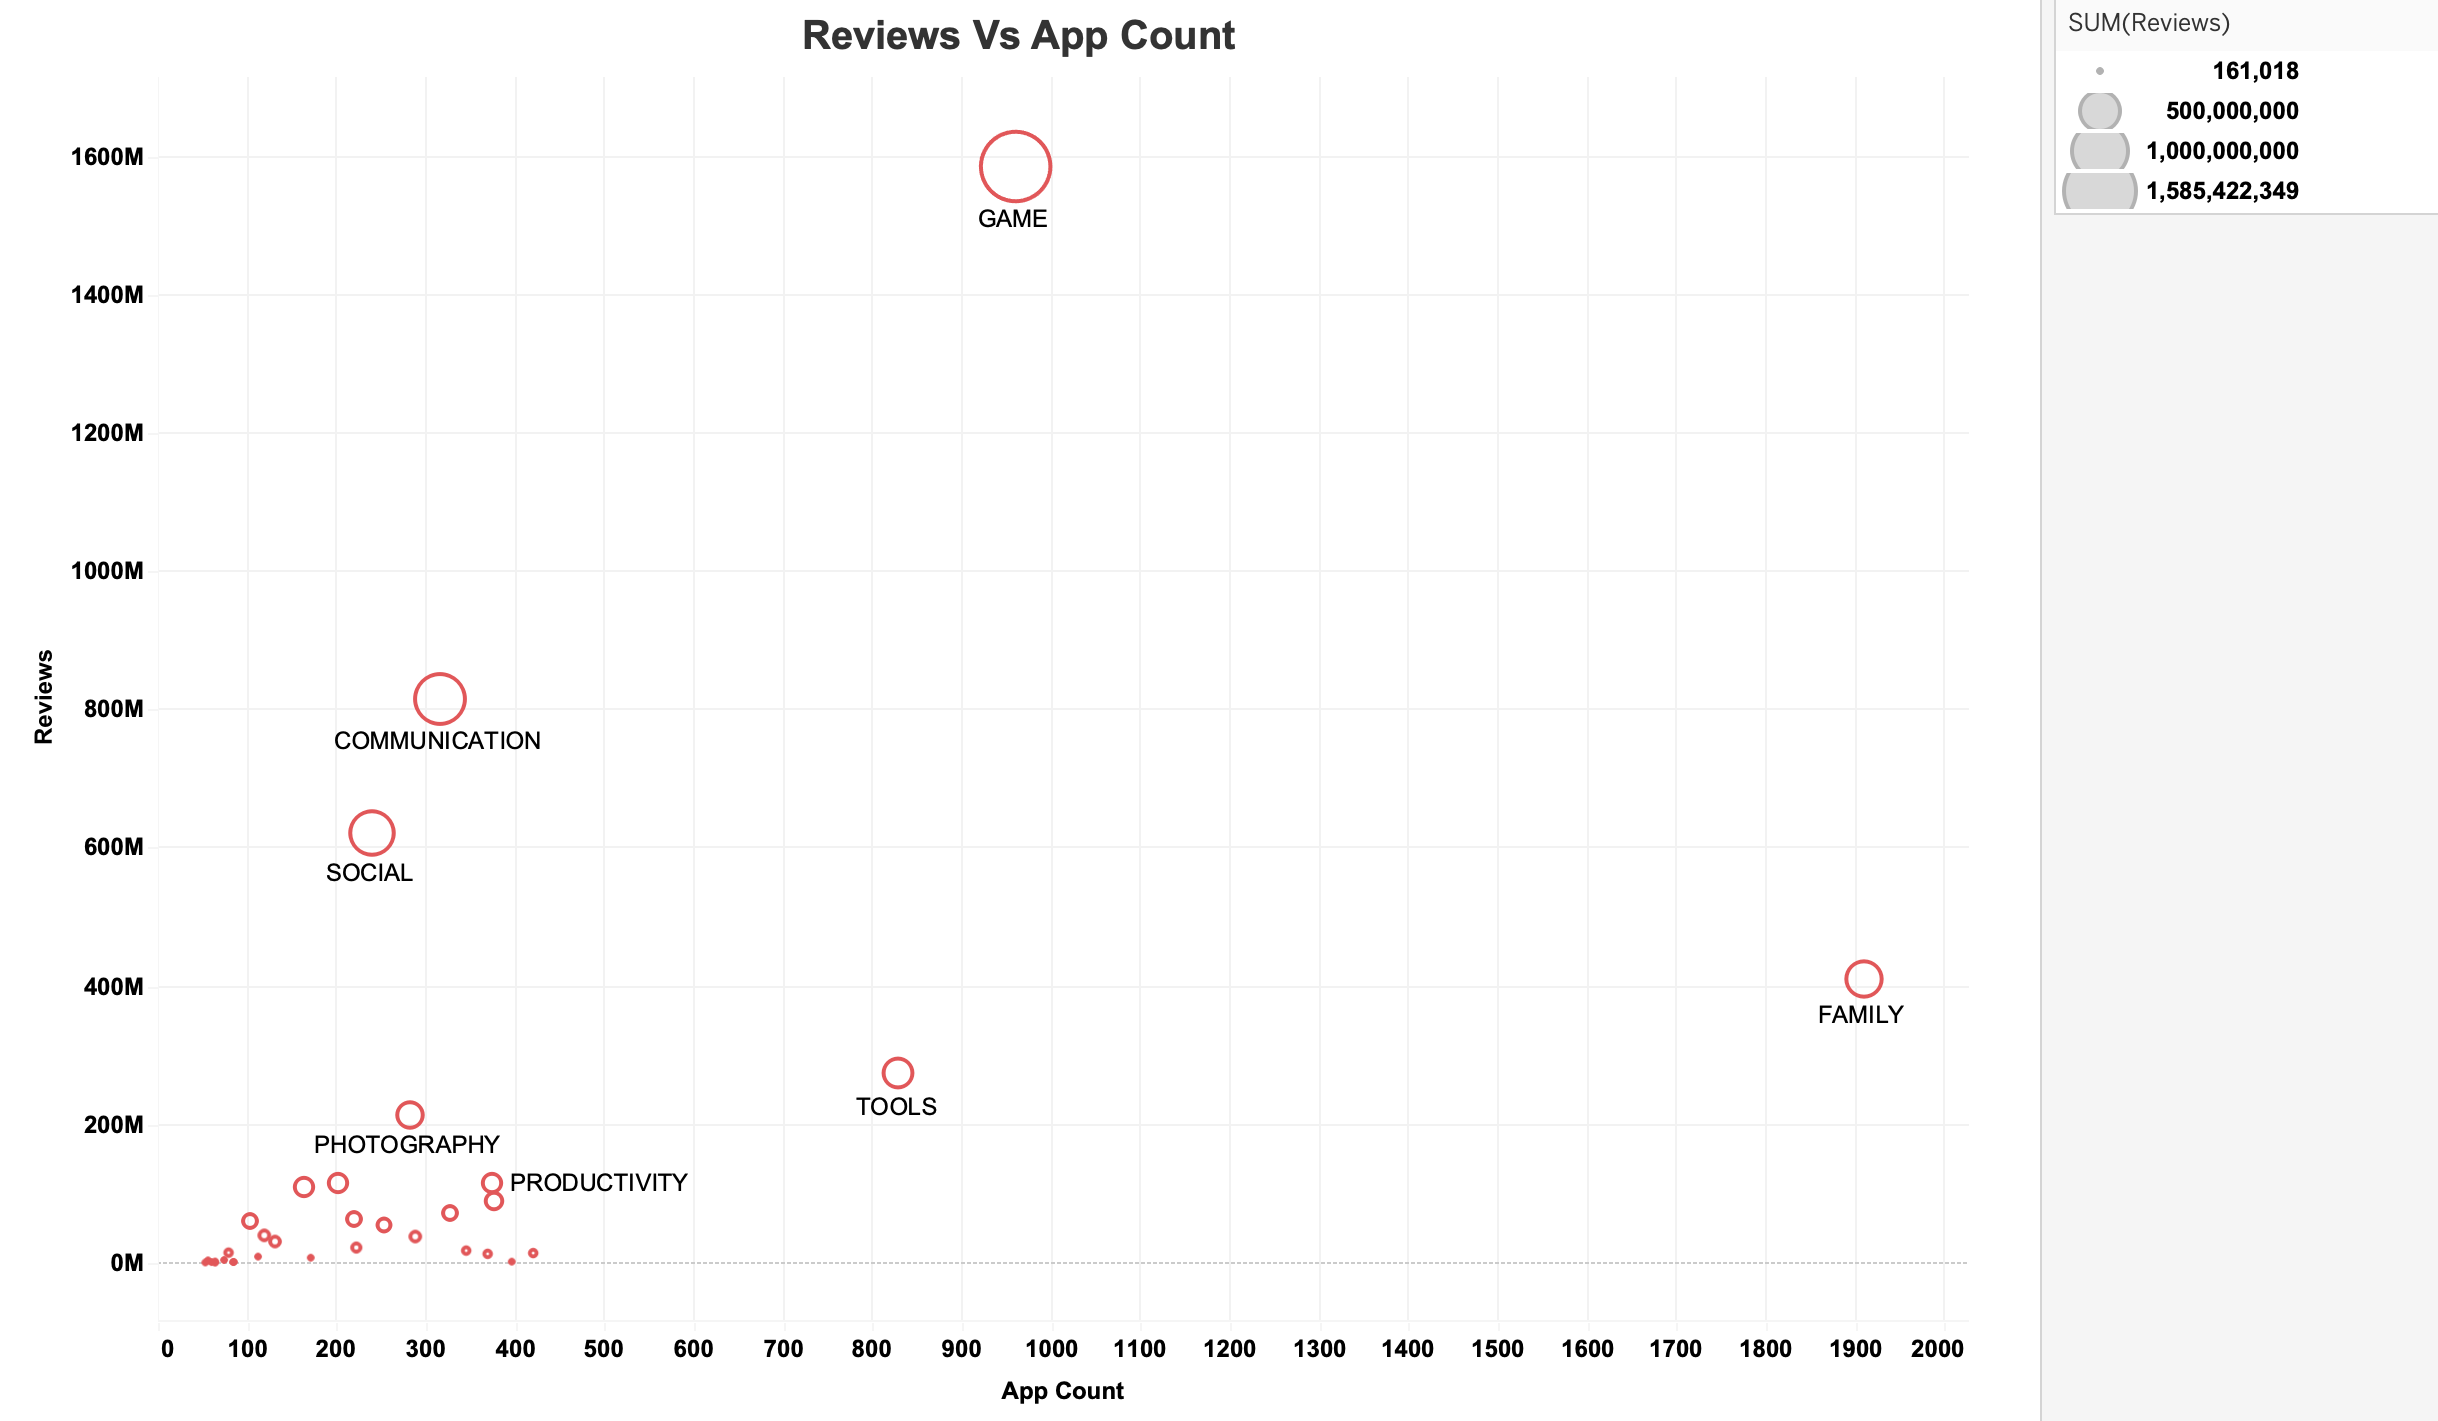 Reviews Vs App Count
SUM(Reviews)
161,018
500,000,000
1,000,000,000
1,585,422,349
1600M
1400M
1200M
1000M
800M
600M
400M
200M
0M
Reviews
GAME
COMMUNICATION
SOCIAL
FAMILY
TOOLS
PHOTOGRAPHY
PRODUCTIVITY
0 100 200 300 400 500 600 700 800 900 1000 1100 1200 1300 1400 1500 1600 1700 1800 1900 2000
App Count